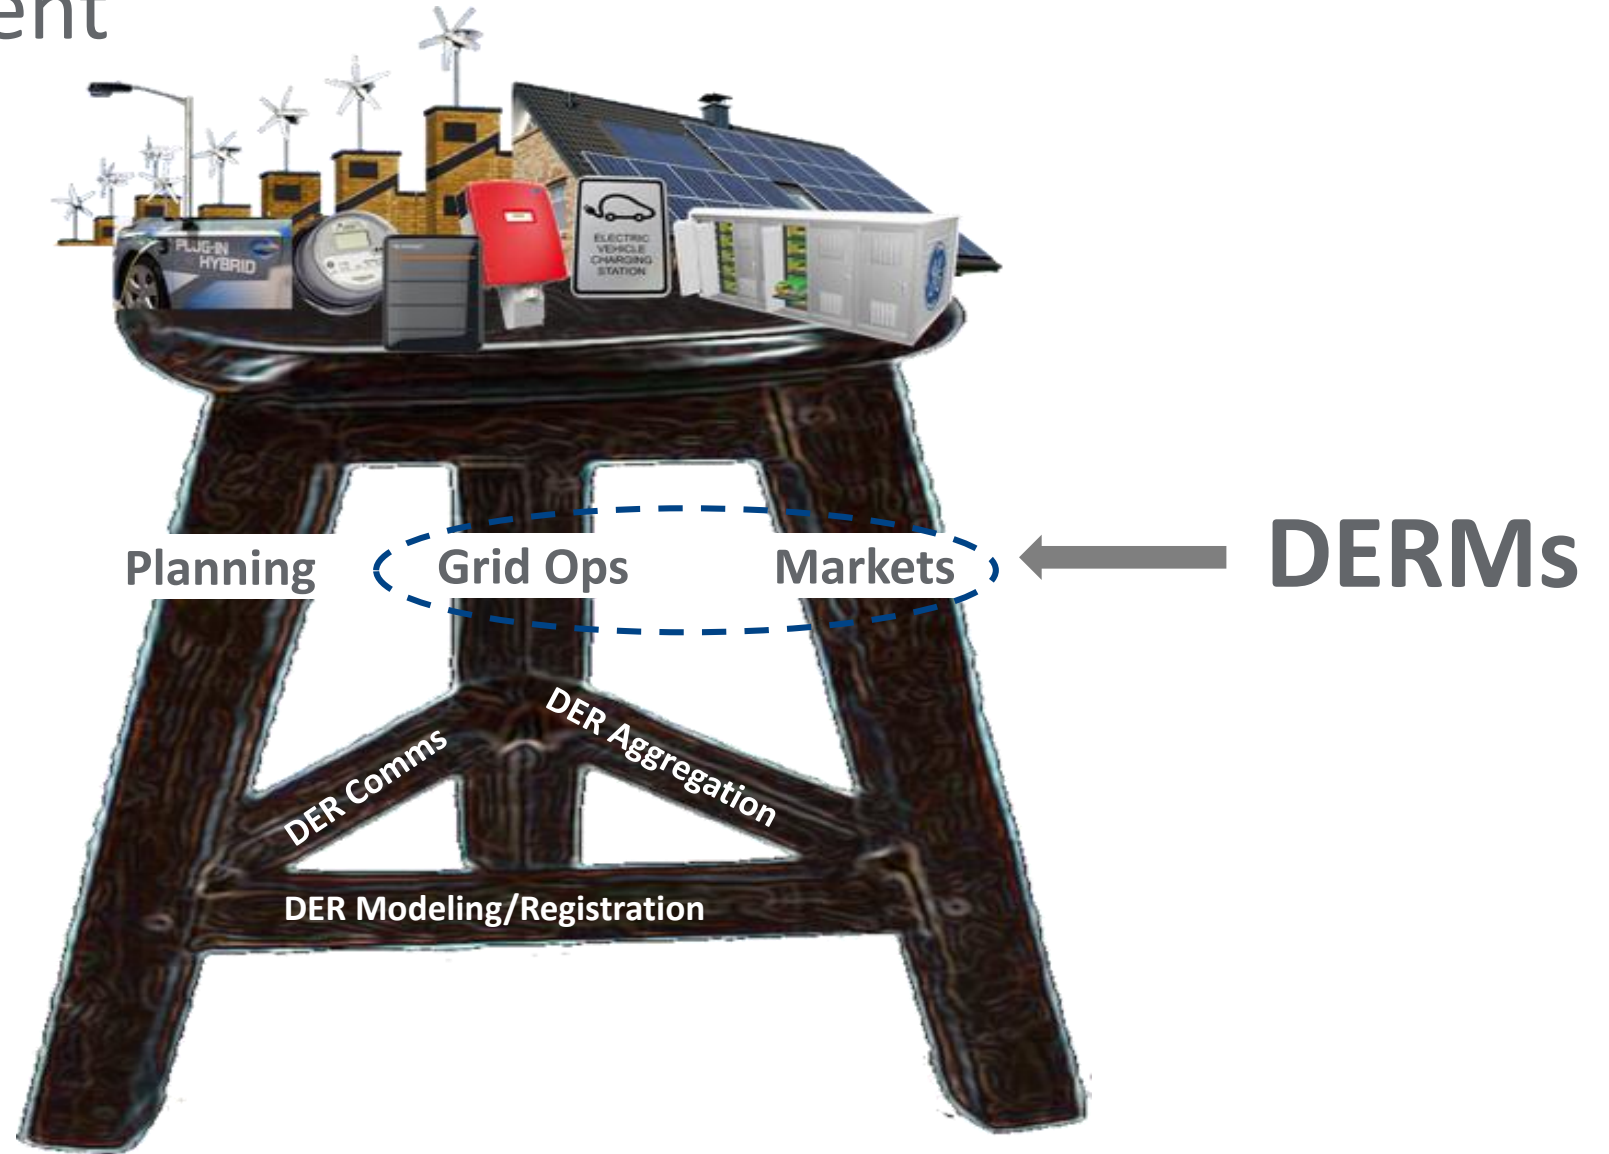 ent
PLUG-IN
HYBRID
ELECTRIC
VEHICLE
CHARGING
STATION
Planning
Grid Ops
Markets
DERMs
DER Comms
DER Aggregation
DER Modeling/Registration